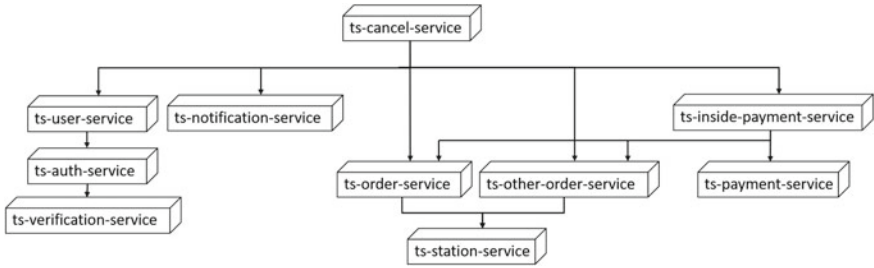 ts-cancel-service
ts-user-service
ts-notification-service
ts-inside-payment-service
ts-auth-service
ts-order-service
ts-other-order-service
ts-payment-service
ts-verification-service
ts-station-service